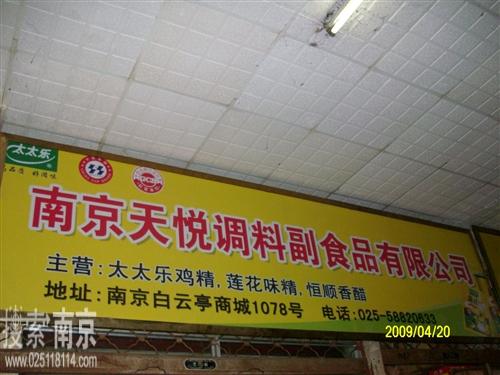 太太乐
南京天悦调料副食品有限公司
主营:太太乐鸡精,莲花味精,恒顺香醋
地址:南京白云亭商城1078号 电话:025-58820833
2009/04/20
搜索南京
www.025118114.com